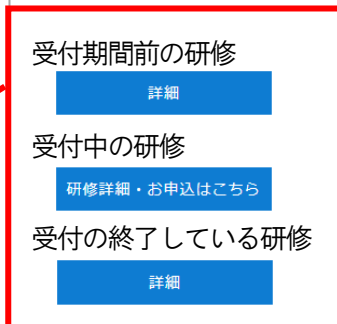 受付期間前の研修
詳細
受付中の研修
研修詳細・お申込はこちら
受付の終了している研修
詳細